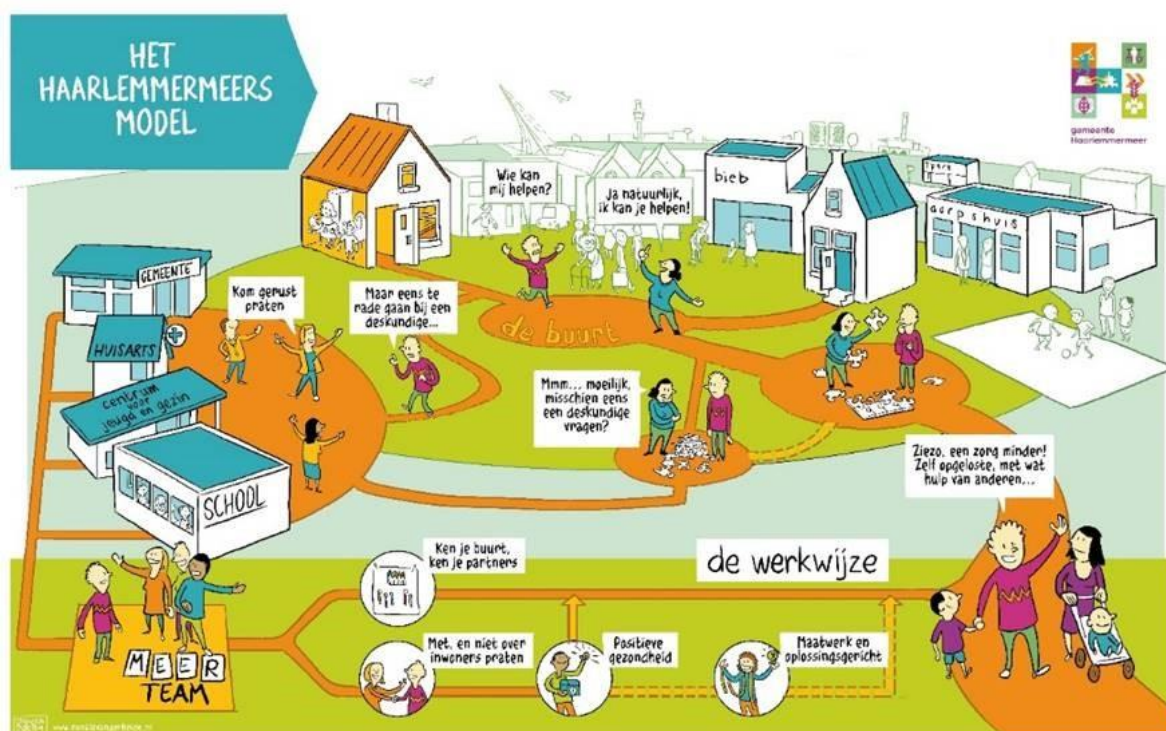 HET
HAARLEMMERMEERS
MODEL
gemeente
Haarlemmermeer
Wie kan
mij helpen?
Ja natuurlijk,
ik kan je helpen!
bieb
dorpshuis
GEMEENTE
Kom gerust
praten
Maar eens te
rade gaan bij een
deskundige...
de buurt
HUISARTS
centrum
voor
jeugd en gezin
Mmm... moeilijk,
misschien eens
een deskundige
vragen?
SCHOOL
Ziezo, een zorg minder!
Zelf opgeloste, met wat
hulp van anderen...
Ken je buurt,
ken je partners
de werkwijze
Met, en niet over
inwoners praten
Positieve
gezondheid
Maatwerk en
oplossingsgericht
MEER
TEAM